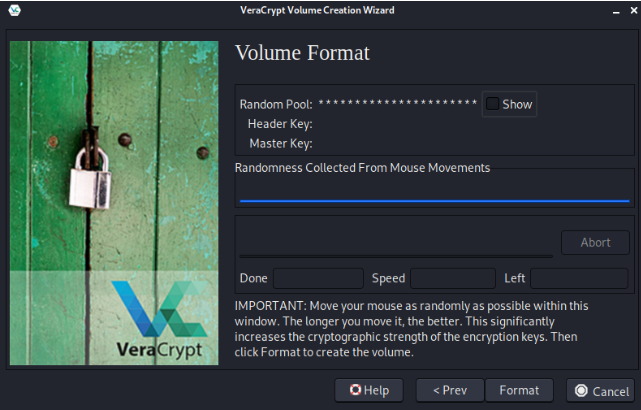 VeraCrypt Volume Creation Wizard
Volume Format
Random Pool: *********************** Show
Header Key:
Master Key:
Randomness Collected From Mouse Movements
Abort
Done Speed Left
IMPORTANT: Move your mouse as randomly as possible within this
window. The longer you move it, the better. This significantly
increases the cryptographic strength of the encryption keys. Then
click Format to create the volume.
VeraCrypt
Help < Prev Format Cancel